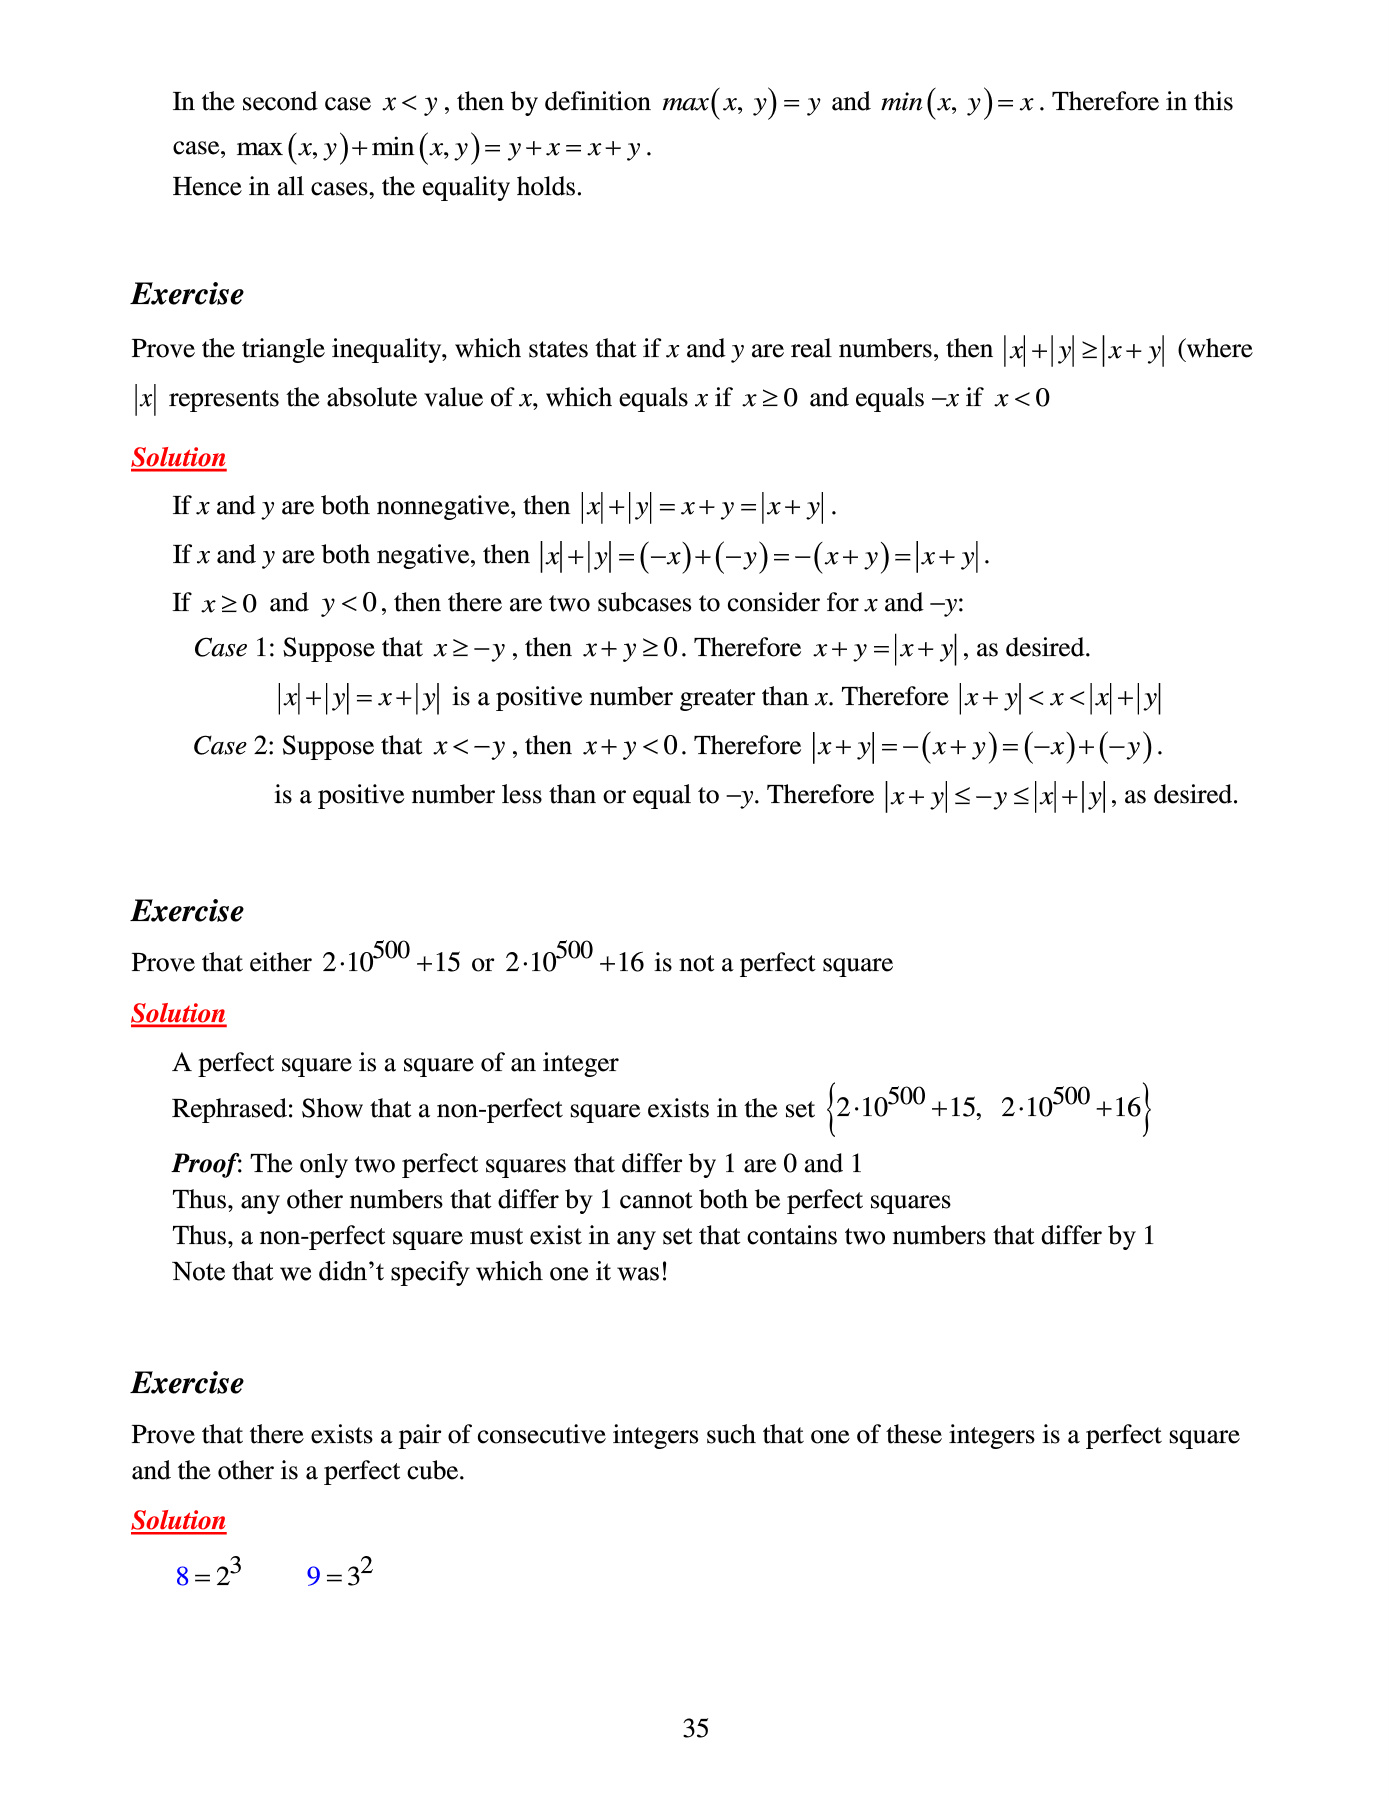 In the second case x < y, then by definition max(x, y) = y and min(x, y) = x. Therefore in this
case, max(x, y) + min(x, y) = y + x = x + y.
Hence in all cases, the equality holds.
Exercise
Prove the triangle inequality, which states that if x and y are real numbers, then |x| + |y| ≥ |x + y| (where
|x| represents the absolute value of x, which equals x if x ≥ 0 and equals –x if x < 0
Solution
If x and y are both nonnegative, then |x| + |y| = x + y = |x + y|.
If x and y are both negative, then |x| + |y| = (−x) + (−y) = −(x + y) = |x + y|.
If x ≥ 0 and y < 0, then there are two subcases to consider for x and –y:
Case 1: Suppose that x ≥ −y, then x + y ≥ 0. Therefore x + y = |x + y|, as desired.
|x| + |y| = x + |y| is a positive number greater than x. Therefore |x + y| < x < |x| + |y|
Case 2: Suppose that x < −y, then x + y < 0. Therefore |x + y| = −(x + y) = (−x) + (−y).
is a positive number less than or equal to –y. Therefore |x + y| ≤ −y ≤ |x| + |y|, as desired.
Exercise
Prove that either 2·10^500 + 15 or 2·10^500 + 16 is not a perfect square
Solution
A perfect square is a square of an integer
Rephrased: Show that a non-perfect square exists in the set {2·10^500 + 15, 2·10^500 + 16}
Proof: The only two perfect squares that differ by 1 are 0 and 1
Thus, any other numbers that differ by 1 cannot both be perfect squares
Thus, a non-perfect square must exist in any set that contains two numbers that differ by 1
Note that we didn’t specify which one it was!
Exercise
Prove that there exists a pair of consecutive integers such that one of these integers is a perfect square
and the other is a perfect cube.
Solution
8 = 2^3 9 = 3^2
35